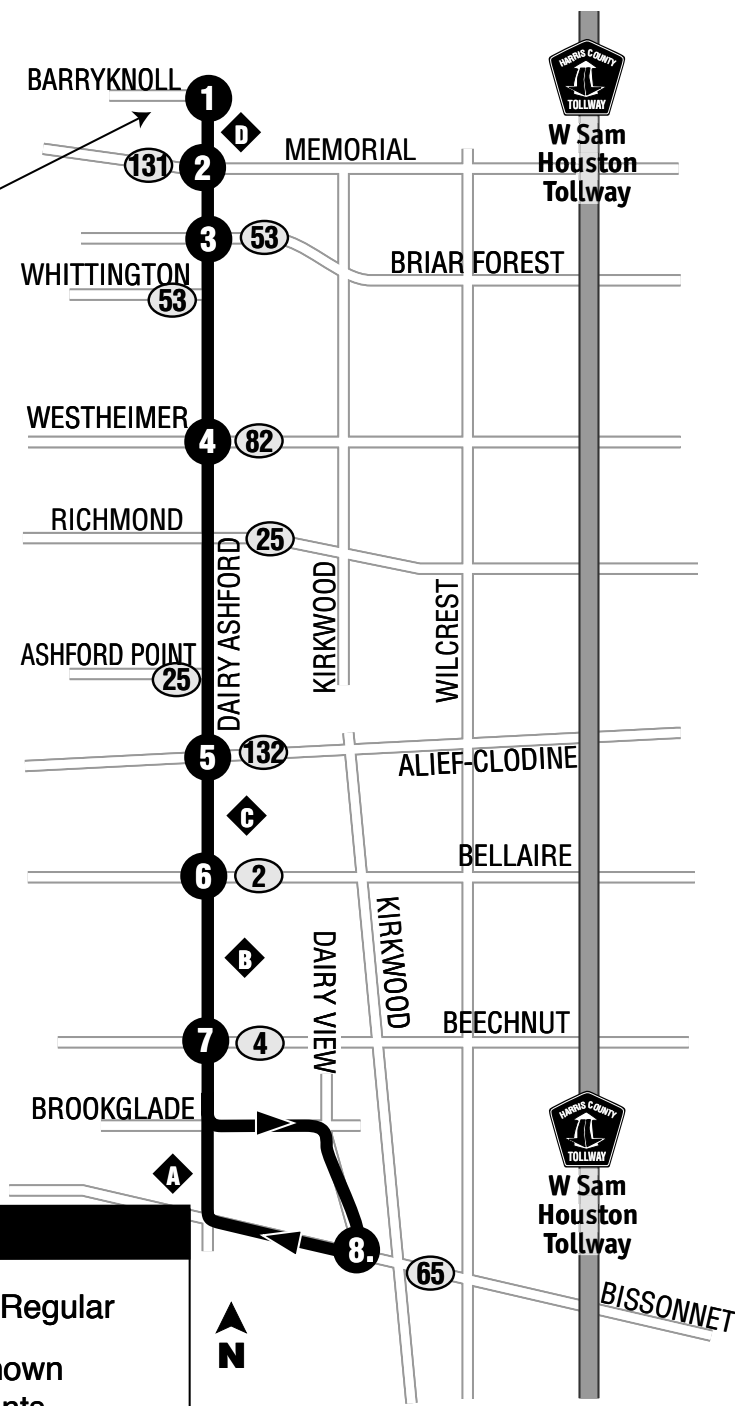 BARRYKNOLL
1
HARRIS COUNTY
TOLLWAY
W Sam
Houston
Tollway
D
131
2
MEMORIAL
3
53
BRIAR FOREST
WHITTINGTON
53
WESTHEIMER
4
82
RICHMOND
25
DAIRY ASHFORD
KIRKWOOD
WILCREST
ASHFORD POINT
25
5
132
ALIEF-CLODINE
C
BELLAIRE
6
2
KIRKWOOD
DAIRY VIEW
B
BEECHNUT
7
4
BROOKGLADE
HARRIS COUNTY
TOLLWAY
W Sam
Houston
Tollway
A
8.
65
BISSONNET
Regular
N